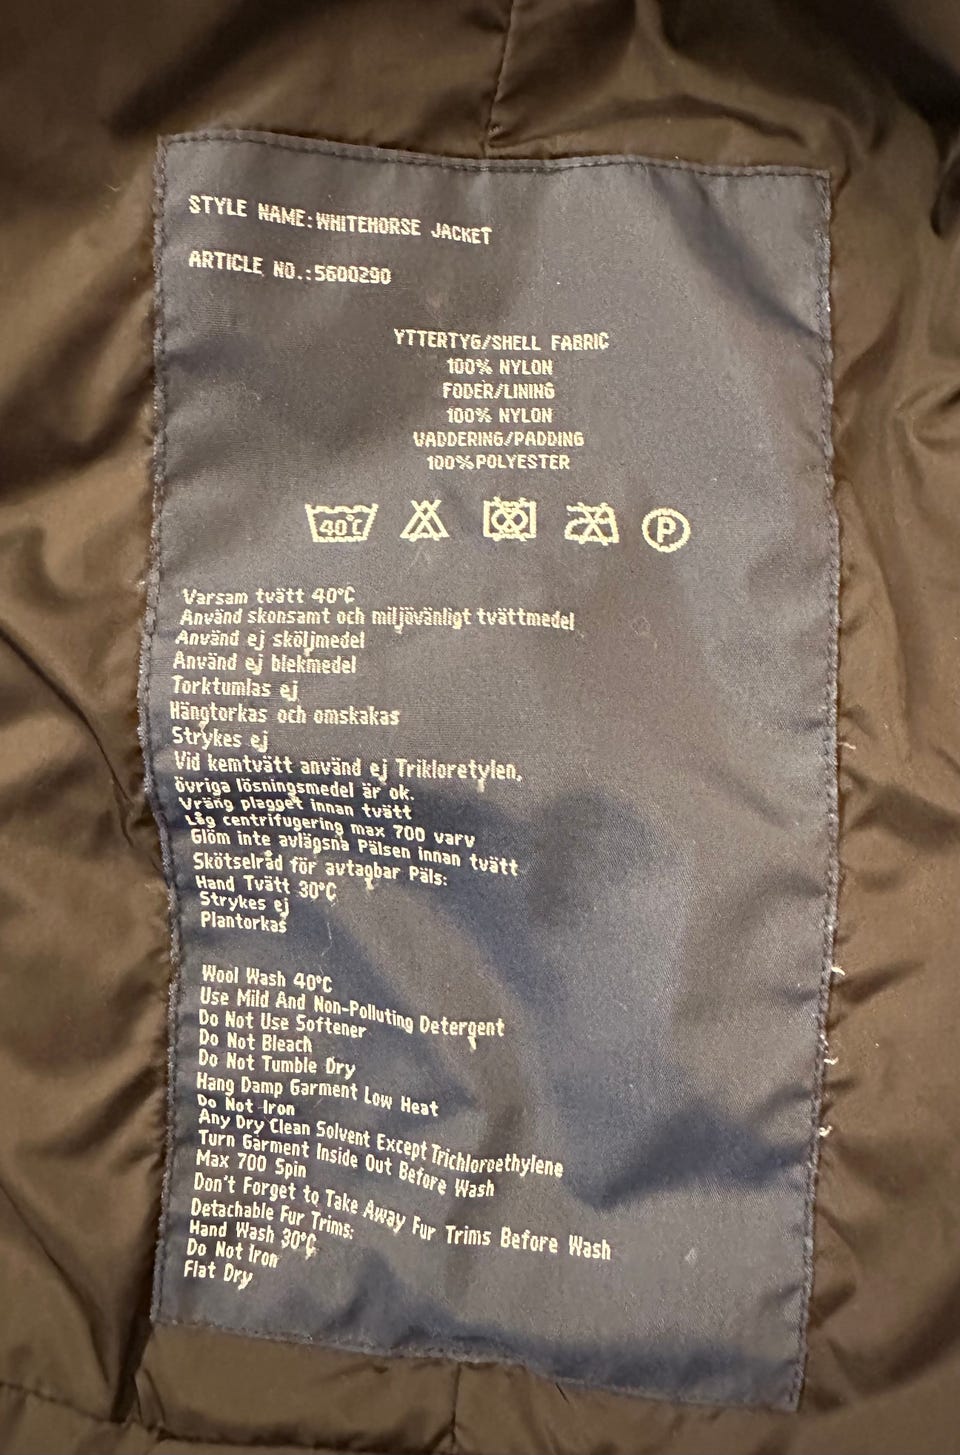 STYLE NAME:WHITEHORSE JACKET
ARTICLE NO.:5600290
YTTERTYG/SHELL FABRIC
100% NYLON
FODER/LINING
100% NYLON
VADDERING/PADDING
100%POLYESTER
40°C P
Varsam tvätt 40°C
Använd skonsamt och miljövänligt tvättmedel
Använd ej sköljmedel
Använd ej blekmedel
Torktumlas ej
Hängtorkas och omskakas
Strykes ej
Vid kemtvätt använd ej Trikloretylen,
övriga lösningsmedel är ok.
Vräng plagget innan tvätt
Låg centrifugering max 700 varv
Glöm inte avlägsna Pälsen innan tvätt
Skötselråd för avtagbar Päls:
Hand Tvätt 30°C
Strykes ej
Plantorkas
Wool Wash 40°C
Use Mild And Non-Polluting Detergent
Do Not Use Softener
Do Not Bleach
Do Not Tumble Dry
Hang Damp Garment Low Heat
Do Not Iron
Any Dry Clean Solvent Except Trichloroethylene
Turn Garment Inside Out Before Wash
Max 700 Spin
Don't Forget to Take Away Fur Trims Before Wash
Detachable Fur Trims:
Hand Wash 30°C
Do Not Iron
Flat Dry